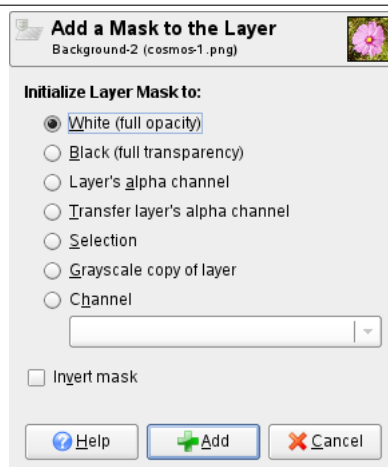 Add a Mask to the Layer
Background-2 (cosmos-1.png)
Initialize Layer Mask to:
White (full opacity)
Black (full transparency)
Layer's alpha channel
Transfer layer's alpha channel
Selection
Grayscale copy of layer
Channel
Invert mask
Help
Add
Cancel